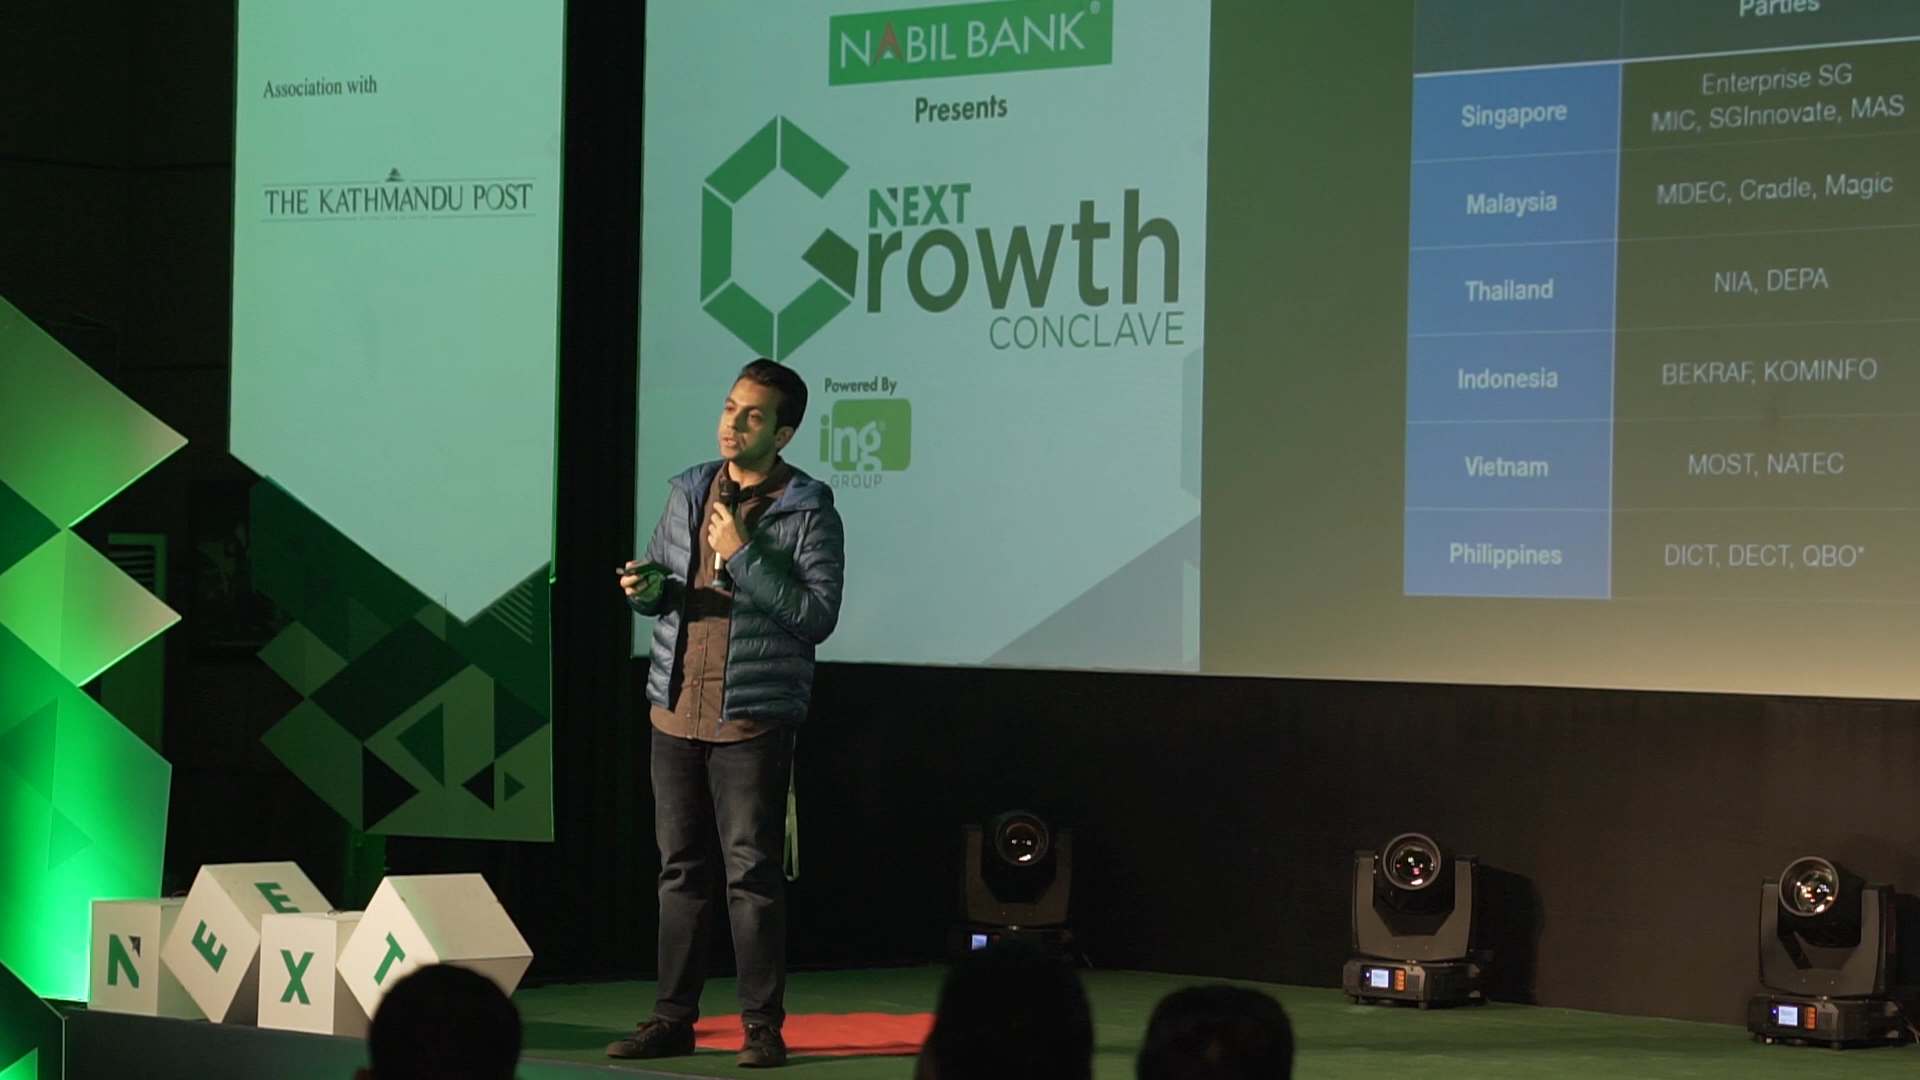 Association with
THE KATHMANDU POST
NABIL BANK®
Presents
NEXT
Growth
CONCLAVE
Powered By
ing®
GROUP
Parties
Singapore
Enterprise SG
MIC, SGInnovate, MAS
Malaysia
MDEC, Cradle, Magic
Thailand
NIA, DEPA
Indonesia
BEKRAF, KOMINFO
Vietnam
MOST, NATEC
Philippines
DICT, DECT, QBO*
N E E X T